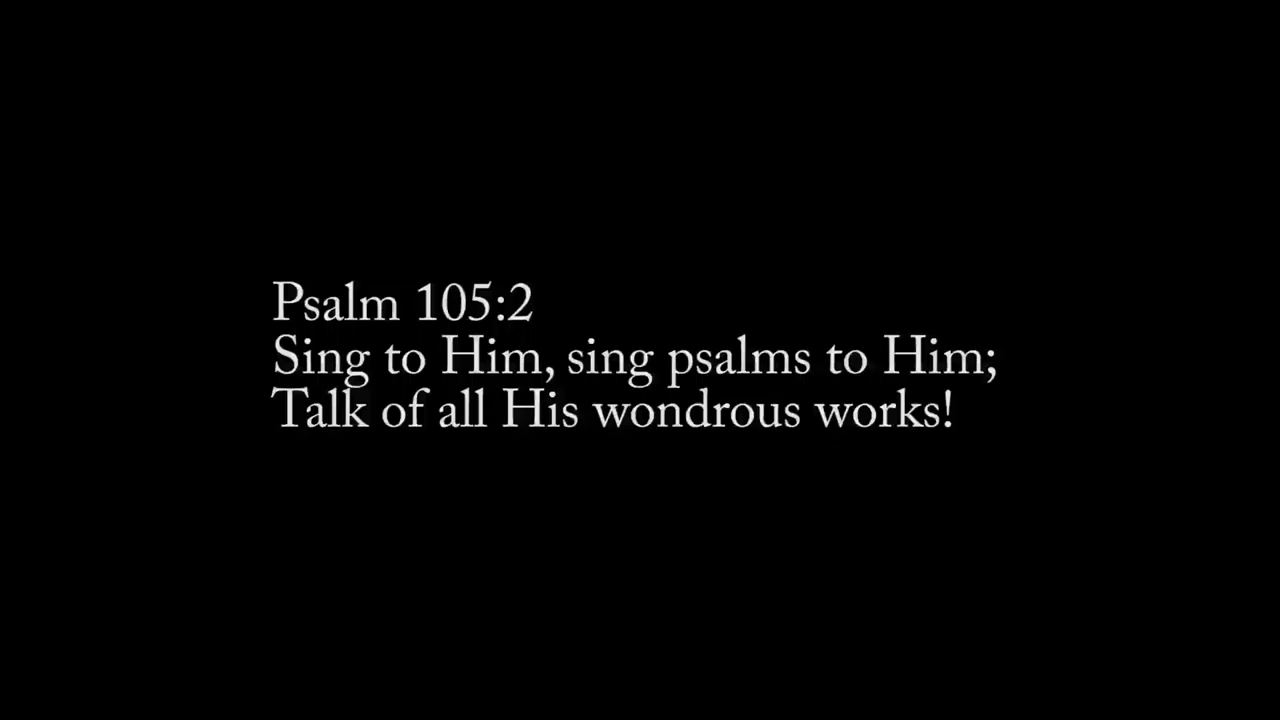 Psalm 105:2
Sing to Him, sing psalms to Him;
Talk of all His wondrous works!